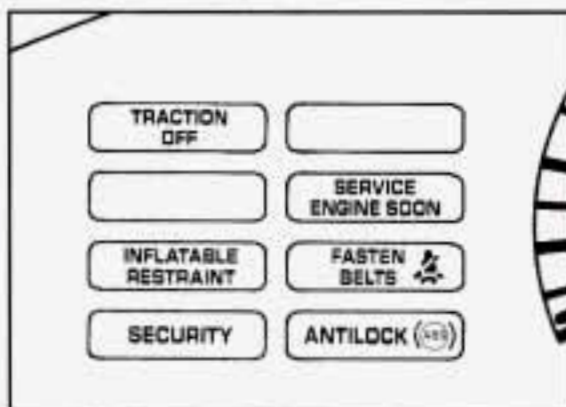 TRACTION
OFF
SERVICE
ENGINE SOON
INFLATABLE
RESTRAINT
FASTEN
BELTS
SECURITY
ANTILOCK